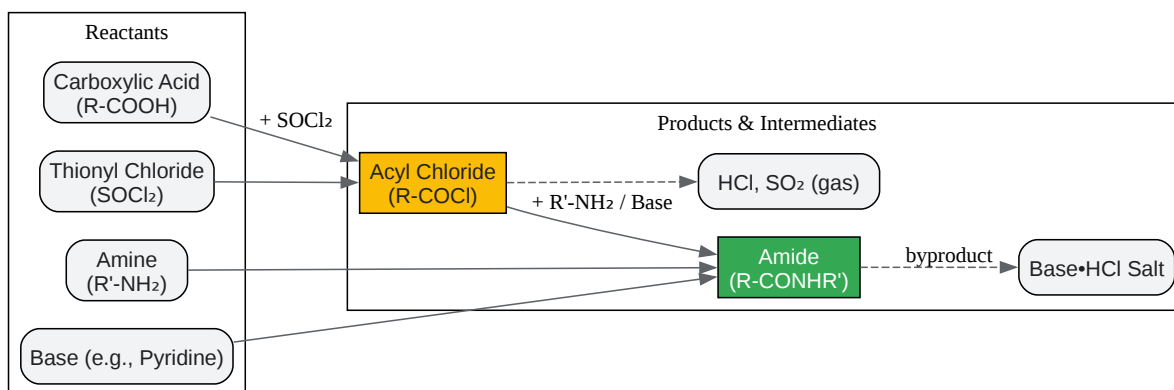 Reactants
Carboxylic Acid
(R-COOH)
Thionyl Chloride
(SOCl₂)
Amine
(R'-NH₂)
Base (e.g., Pyridine)
+ SOCl₂
Products & Intermediates
Acyl Chloride
(R-COCl)
HCl, SO₂ (gas)
+ R'-NH₂ / Base
Amide
(R-CONHR')
byproduct
Base•HCl Salt